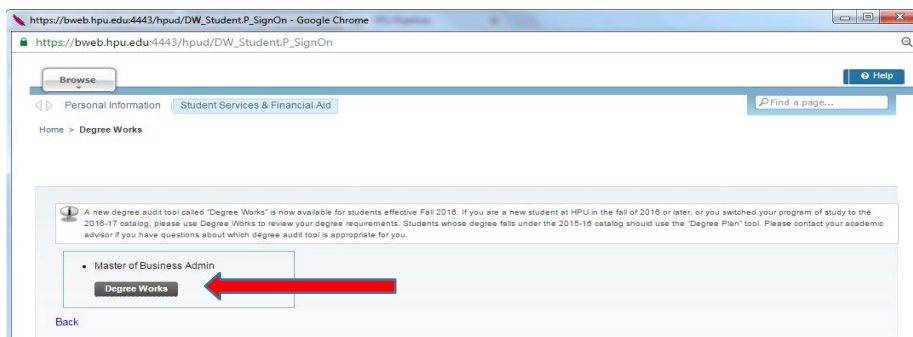 https://bweb.hpu.edu:4443/hpud/DW_Student.P_SignOn - Google Chrome
https://bweb.hpu.edu:4443/hpud/DW_Student.P_SignOn
Browse
Help
Personal Information Student Services & Financial Aid
Find a page...
Home > Degree Works
A new degree audit tool called "Degree Works" is now available for students effective Fall 2016. If you are a new student at HPU in the fall of 2016 or later, or you switched your program of study to the
2016-17 catalog, please use Degree Works to review your degree requirements. Students whose degree falls under the 2015-16 catalog should use the "Degree Plan" tool. Please contact your academic
advisor if you have questions about which degree audit tool is appropriate for you.
• Master of Business Admin
Degree Works
Back